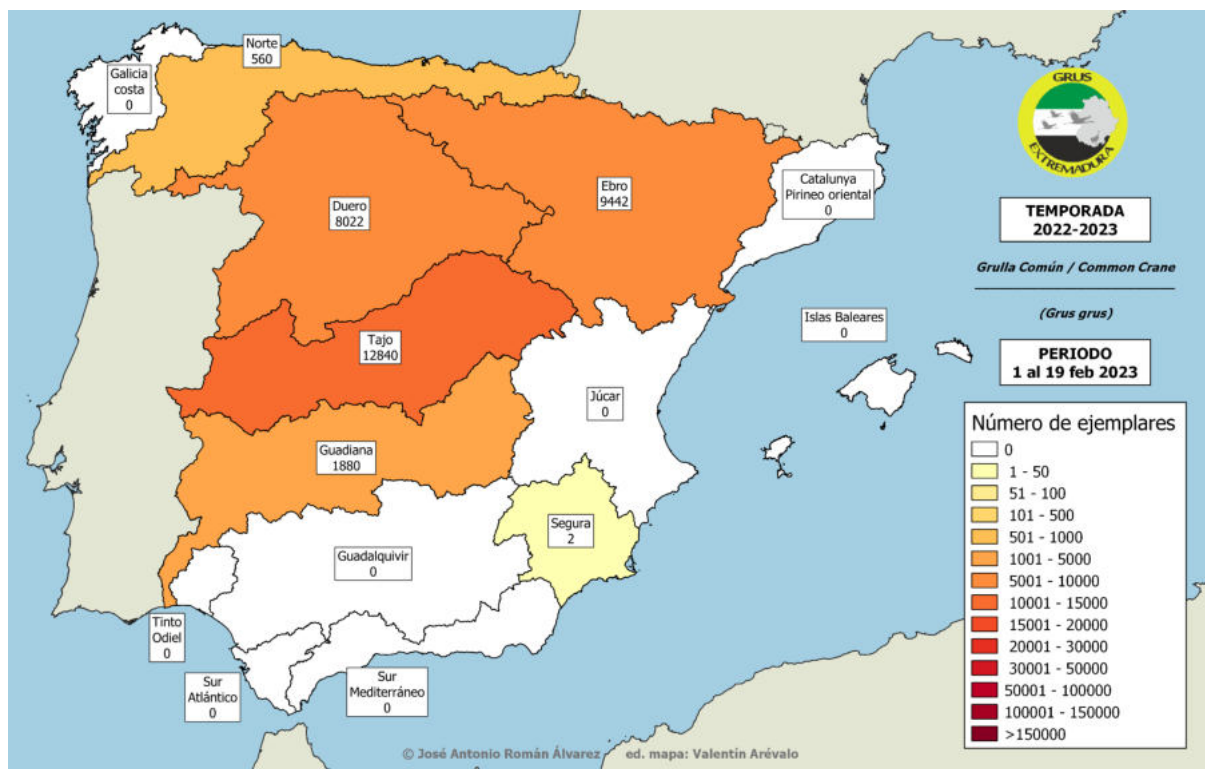 Norte
560
Galicia
costa
0
Duero
8022
Ebro
9442
Catalunya
Pirineo oriental
0
Tajo
12840
Islas Baleares
0
Júcar
0
Guadiana
1880
Segura
2
Guadalquivir
0
Tinto
Odiel
0
Sur
Atlántico
0
Sur
Mediterráneo
0
GRUS
EXTREMADURA
TEMPORADA
2022-2023
Grulla Común / Common Crane
(Grus grus)
PERIODO
1 al 19 feb 2023
Número de ejemplares
0
1 - 50
51 - 100
101 - 500
501 - 1000
1001 - 5000
5001 - 10000
10001 - 15000
15001 - 20000
20001 - 30000
30001 - 50000
50001 - 100000
100001 - 150000
>150000
© José Antonio Román Álvarez ed. mapa: Valentín Arévalo